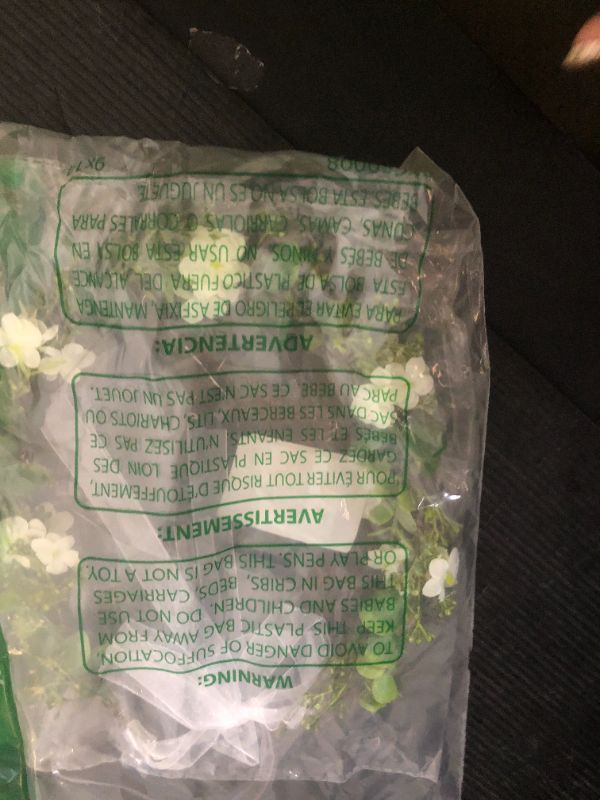 WARNING:
TO AVOID DANGER OF SUFFOCATION,
KEEP THIS PLASTIC BAG AWAY FROM
BABIES AND CHILDREN. DO NOT USE
THIS BAG IN CRIBS, BEDS, CARRIAGES
OR PLAY PENS. THIS BAG IS NOT A TOY.
AVERTISSEMENT:
POUR ÉVITER TOUT RISQUE D'ÉTOUFFEMENT,
GARDEZ CE SAC EN PLASTIQUE LOIN DES
BEBÉS ET LES ENFANTS. N'UTILISEZ PAS CE
SAC DANS LES BERCEAUX, LITS, CHARIOTS OU
PARC AU BEBE. CE SAC N'EST PAS UN JOUET.
ADVERTENCIA:
PARA EVITAR EL PELIGRO DE ASFIXIA, MANTENGA
ESTA BOLSA DE PLASTICO FUERA DEL ALCANCE
DE BEBES Y NINOS. NO USAR ESTA BOLSA EN
CUNAS, CAMAS, CARRIOLAS O CORRALES PARA
BEBES. ESTA BOLSA NO ES UN JUGUETE